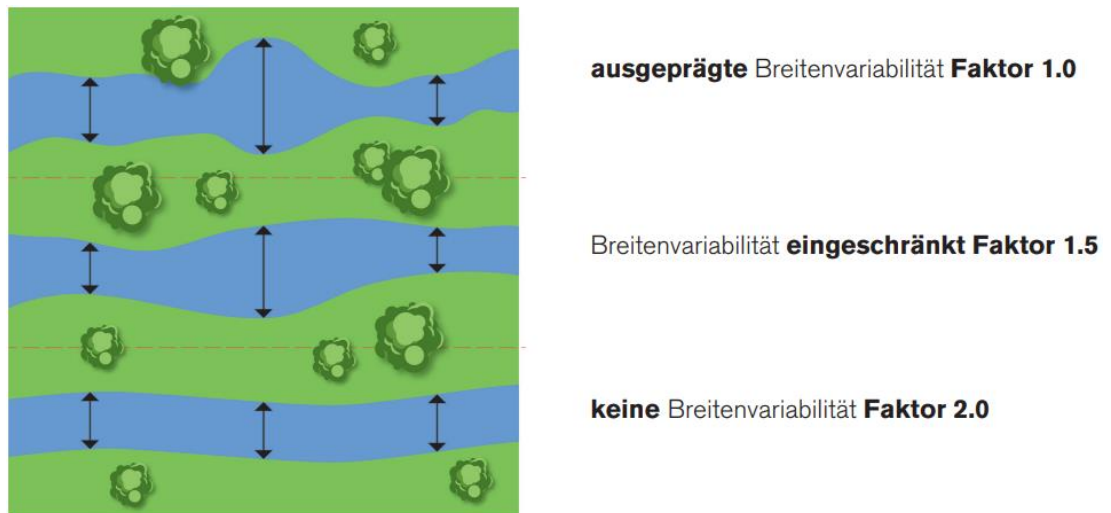 ausgeprägte Breitenvariabilität Faktor 1.0
Breitenvariabilität eingeschränkt Faktor 1.5
keine Breitenvariabilität Faktor 2.0